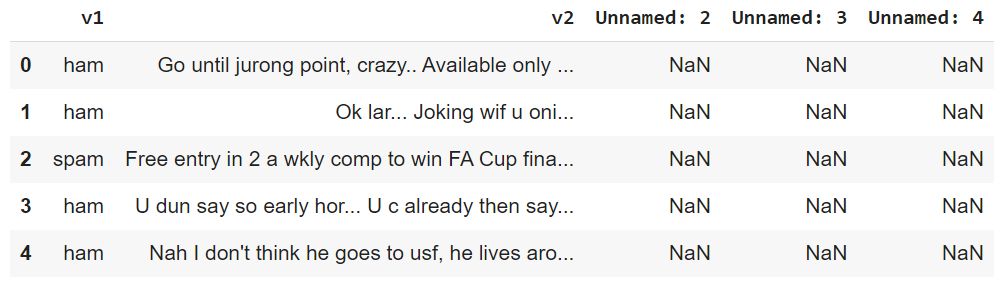 v1 v2 Unnamed: 2 Unnamed: 3 Unnamed: 4
0 ham Go until jurong point, crazy.. Available only ... NaN NaN NaN
1 ham Ok lar... Joking wif u oni... NaN NaN NaN
2 spam Free entry in 2 a wkly comp to win FA Cup fina... NaN NaN NaN
3 ham U dun say so early hor... U c already then say... NaN NaN NaN
4 ham Nah I don't think he goes to usf, he lives aro... NaN NaN NaN